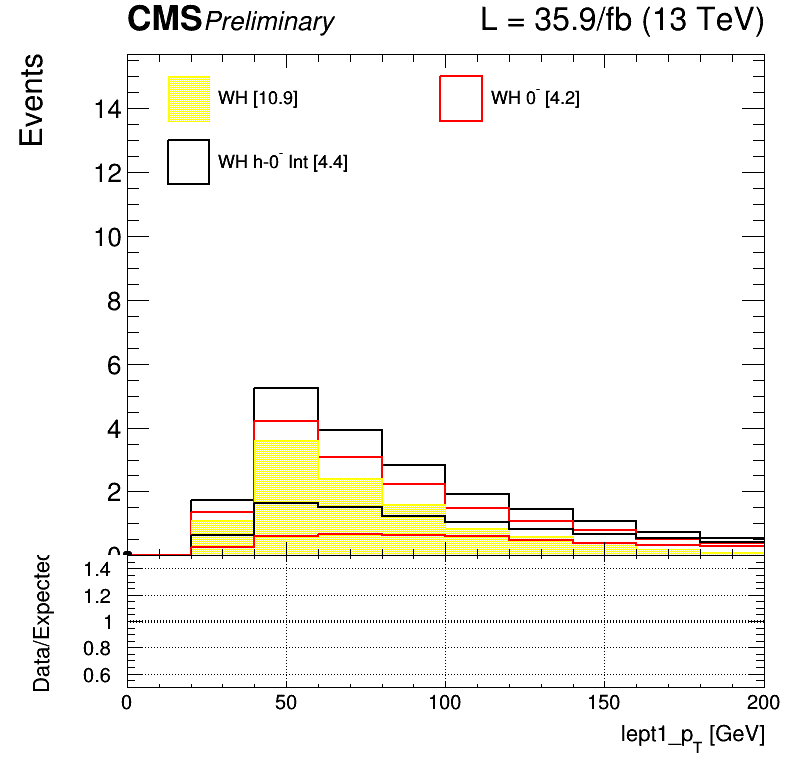 CMS Preliminary L = 35.9/fb (13 TeV)
Events
14
12
10
8
6
4
2
0
WH [10.9]
WH 0⁻ [4.2]
WH h-0⁻ Int [4.4]
Data/Expected
1.4
1.2
1
0.8
0.6
0 50 100 150 200
lept1_p_T [GeV]